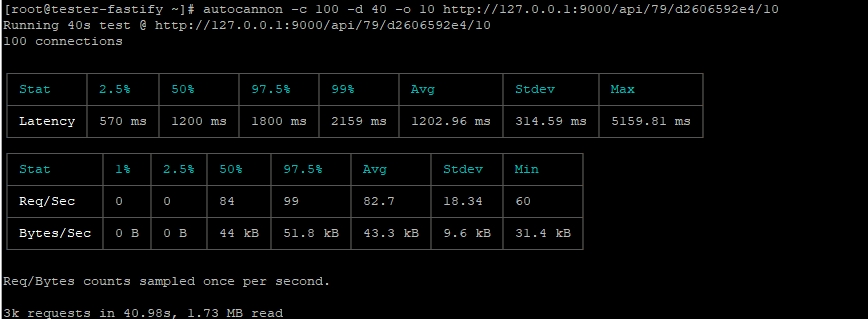 [root@tester-fastify ~]# autocannon -c 100 -d 40 -o 10 http://127.0.0.1:9000/api/79/d2606592e4/10
Running 40s test @ http://127.0.0.1:9000/api/79/d2606592e4/10
100 connections
Stat 2.5% 50% 97.5% 99% Avg Stdev Max
Latency 570 ms 1200 ms 1800 ms 2159 ms 1202.96 ms 314.59 ms 5159.81 ms
Stat 1% 2.5% 50% 97.5% Avg Stdev Min
Req/Sec 0 0 84 99 82.7 18.34 60
Bytes/Sec 0 B 0 B 44 kB 51.8 kB 43.3 kB 9.6 kB 31.4 kB
Req/Bytes counts sampled once per second.
3k requests in 40.98s, 1.73 MB read